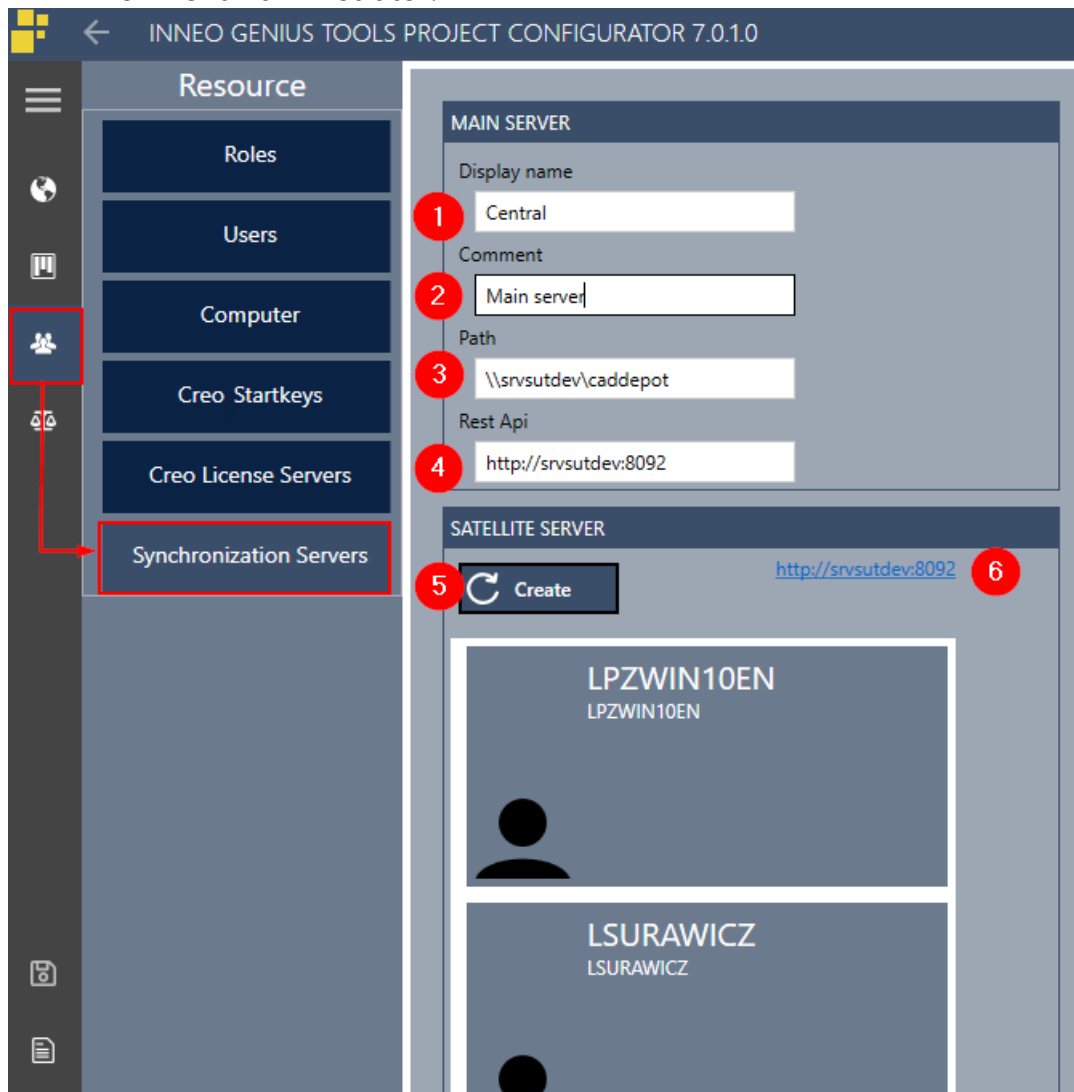 INNEO GENIUS TOOLS PROJECT CONFIGURATOR 7.0.1.0
Resource
Roles
Users
Computer
Creo Startkeys
Creo License Servers
Synchronization Servers
MAIN SERVER
Display name
1 Central
Comment
2 Main server
Path
3 \\srvsutdev\caddepot
Rest Api
4 http://srvsutdev:8092
SATELLITE SERVER
5 Create http://srvsutdev:8092 6
LPZWIN10EN
LPZWIN10EN
LSURAWICZ
LSURAWICZ